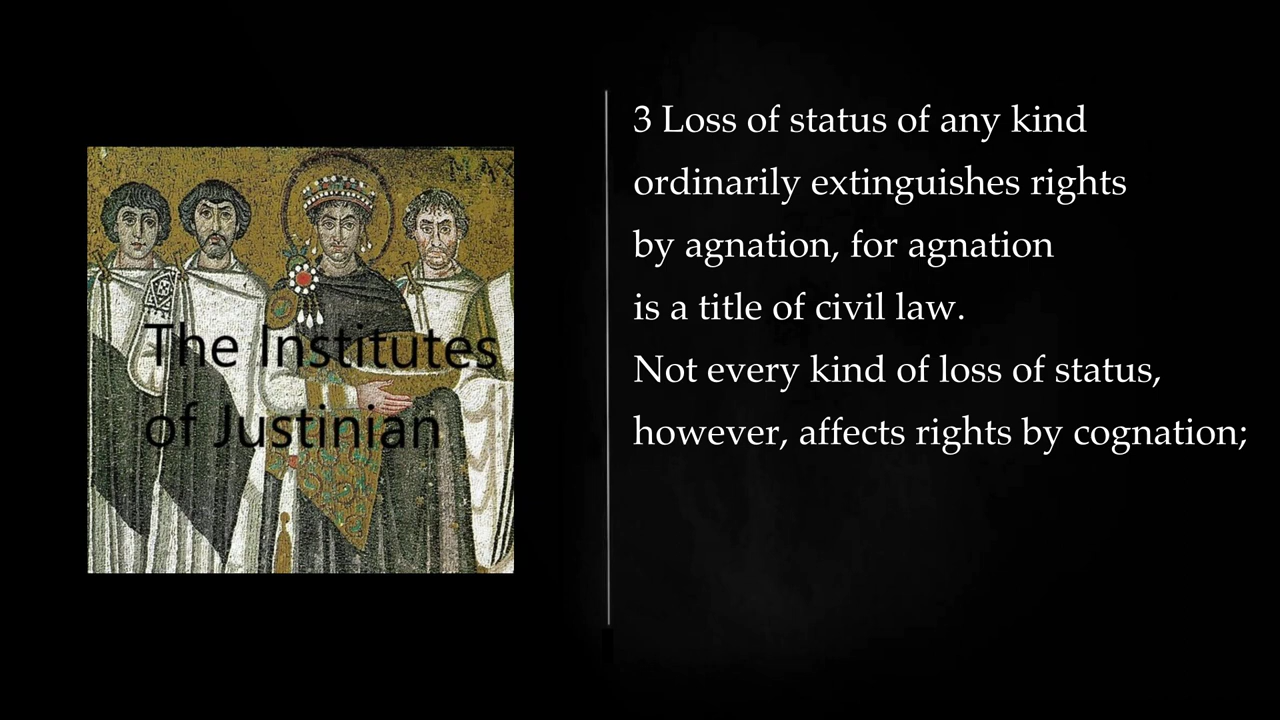 MAX
The Institutes
of Justinian
3 Loss of status of any kind
ordinarily extinguishes rights
by agnation, for agnation
is a title of civil law.
Not every kind of loss of status,
however, affects rights by cognation;